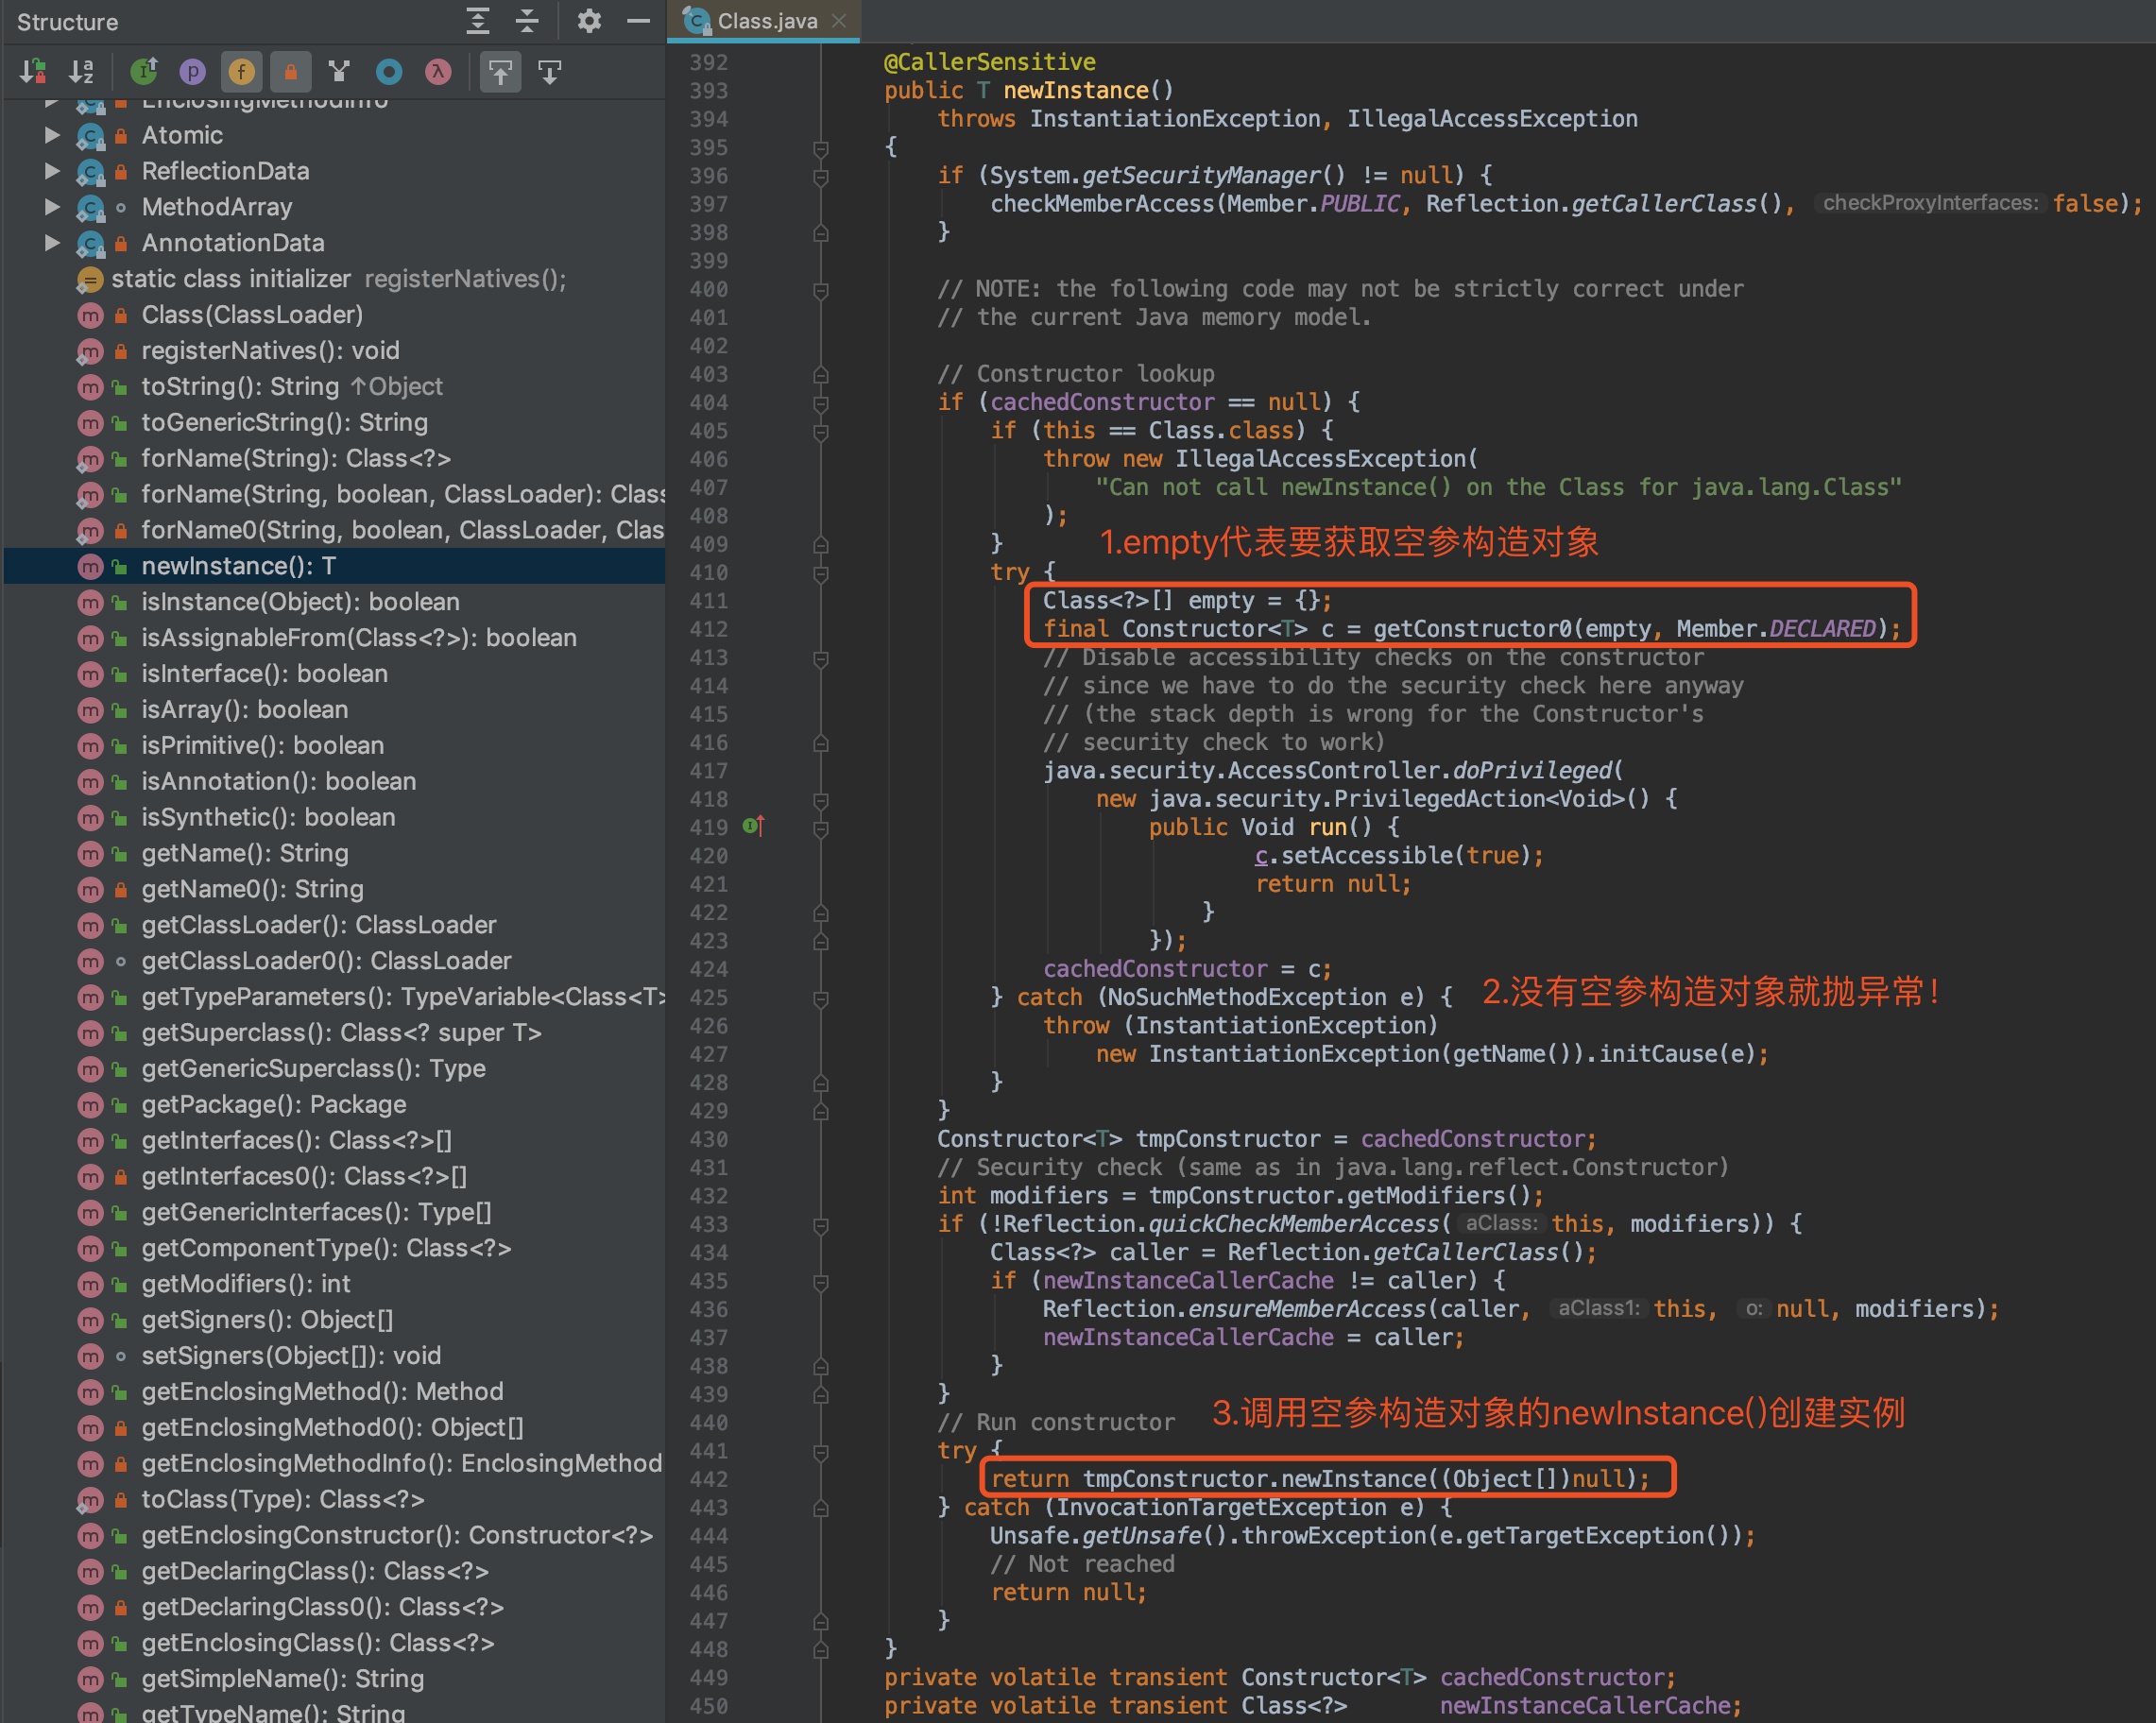 Structure
EnclosingMethodInfo
Atomic
ReflectionData
MethodArray
AnnotationData
static class initializer registerNatives();
Class(ClassLoader)
registerNatives(): void
toString(): String ↑Object
toGenericString(): String
forName(String): Class<?>
forName(String, boolean, ClassLoader): Clas
forName0(String, boolean, ClassLoader, Clas
newInstance(): T
isInstance(Object): boolean
isAssignableFrom(Class<?>): boolean
isInterface(): boolean
isArray(): boolean
isPrimitive(): boolean
isAnnotation(): boolean
isSynthetic(): boolean
getName(): String
getName0(): String
getClassLoader(): ClassLoader
getClassLoader0(): ClassLoader
getTypeParameters(): TypeVariable<Class<T>
getSuperclass(): Class<? super T>
getGenericSuperclass(): Type
getPackage(): Package
getInterfaces(): Class<?>[]
getInterfaces0(): Class<?>[]
getGenericInterfaces(): Type[]
getComponentType(): Class<?>
getModifiers(): int
getSigners(): Object[]
setSigners(Object[]): void
getEnclosingMethod(): Method
getEnclosingMethod0(): Object[]
getEnclosingMethodInfo(): EnclosingMethod
toClass(Type): Class<?>
getEnclosingConstructor(): Constructor<?>
getDeclaringClass(): Class<?>
getDeclaringClass0(): Class<?>
getEnclosingClass(): Class<?>
getSimpleName(): String
getTypeName(): String
Class.java
392 @CallerSensitive
393 public T newInstance()
394 throws InstantiationException, IllegalAccessException
395 {
396 if (System.getSecurityManager() != null) {
397 checkMemberAccess(Member.PUBLIC, Reflection.getCallerClass(), checkProxyInterfaces: false);
398 }
399
400 // NOTE: the following code may not be strictly correct under
401 // the current Java memory model.
402
403 // Constructor lookup
404 if (cachedConstructor == null) {
405 if (this == Class.class) {
406 throw new IllegalAccessException(
407 "Can not call newInstance() on the Class for java.lang.Class"
408 );
409 } 1.empty代表要获取空参构造对象
410 try {
411 Class<?>[] empty = {};
412 final Constructor<T> c = getConstructor0(empty, Member.DECLARED);
413 // Disable accessibility checks on the constructor
414 // since we have to do the security check here anyway
415 // (the stack depth is wrong for the Constructor's
416 // security check to work)
417 java.security.AccessController.doPrivileged(
418 new java.security.PrivilegedAction<Void>() {
419 public Void run() {
420 c.setAccessible(true);
421 return null;
422 }
423 });
424 cachedConstructor = c;
425 } catch (NoSuchMethodException e) { 2.没有空参构造对象就抛异常！
426 throw (InstantiationException)
427 new InstantiationException(getName()).initCause(e);
428 }
429 }
430 Constructor<T> tmpConstructor = cachedConstructor;
431 // Security check (same as in java.lang.reflect.Constructor)
432 int modifiers = tmpConstructor.getModifiers();
433 if (!Reflection.quickCheckMemberAccess( aClass: this, modifiers)) {
434 Class<?> caller = Reflection.getCallerClass();
435 if (newInstanceCallerCache != caller) {
436 Reflection.ensureMemberAccess(caller, aClass1: this, o: null, modifiers);
437 newInstanceCallerCache = caller;
438 }
439 }
440 // Run constructor 3.调用空参构造对象的newInstance()创建实例
441 try {
442 return tmpConstructor.newInstance((Object[])null);
443 } catch (InvocationTargetException e) {
444 Unsafe.getUnsafe().throwException(e.getTargetException());
445 // Not reached
446 return null;
447 }
448 }
449 private volatile transient Constructor<T> cachedConstructor;
450 private volatile transient Class<?> newInstanceCallerCache;